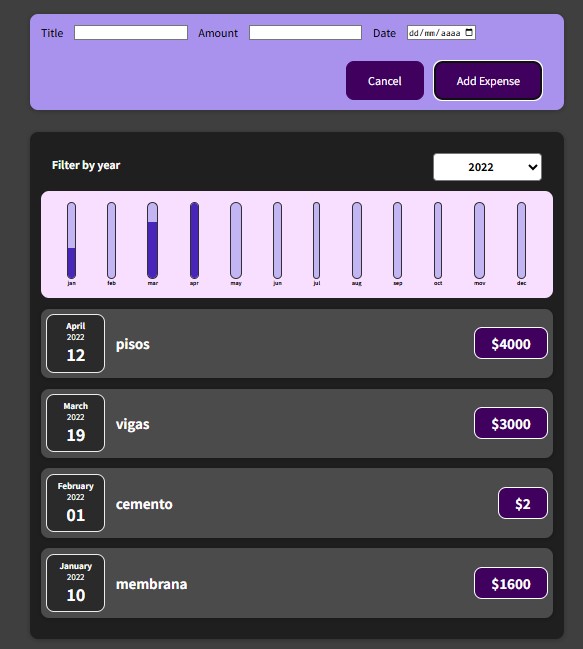 Title Amount Date dd/mm/aaaa
Cancel Add Expense
Filter by year 2022
jan feb mar apr may jun jul aug sep oct mov dec
April
2022
12
pisos
$4000
March
2022
19
vigas
$3000
February
2022
01
cemento
$2
January
2022
10
membrana
$1600